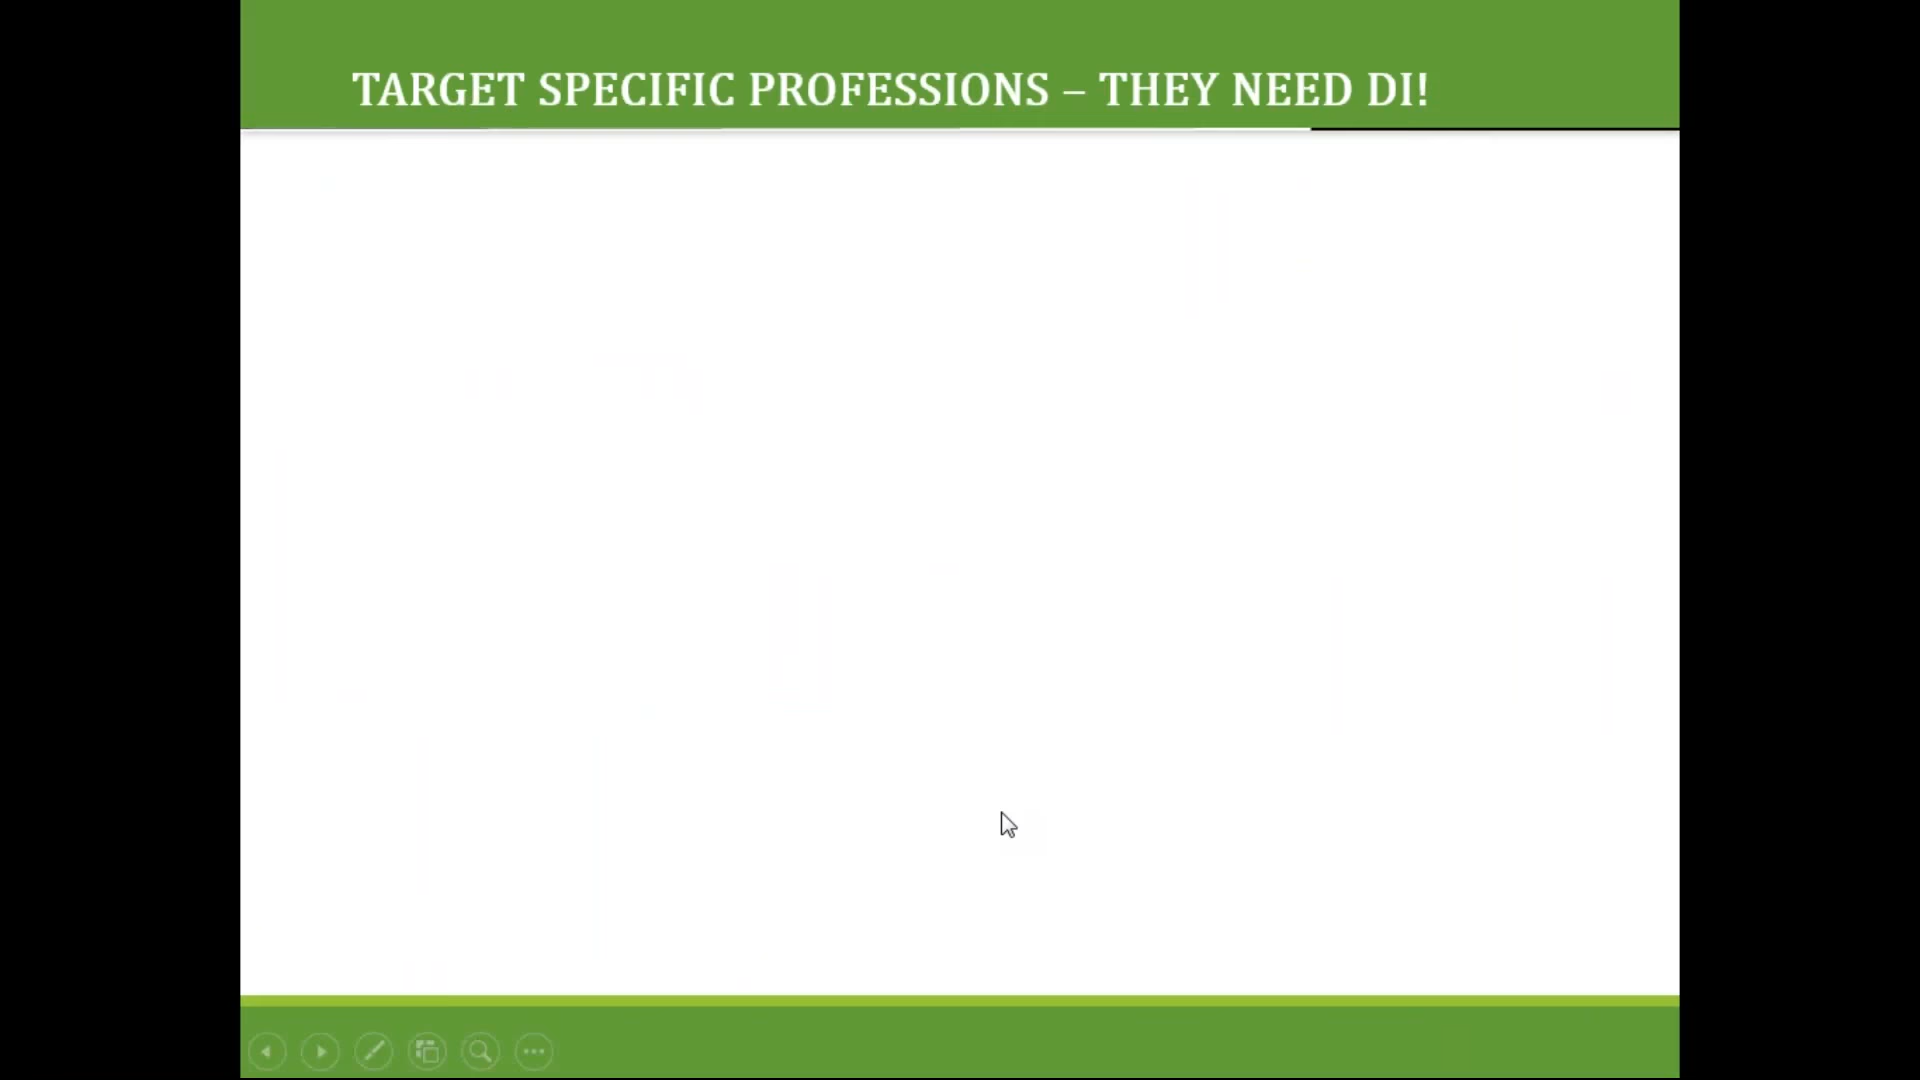 TARGET SPECIFIC PROFESSIONS – THEY NEED DI!